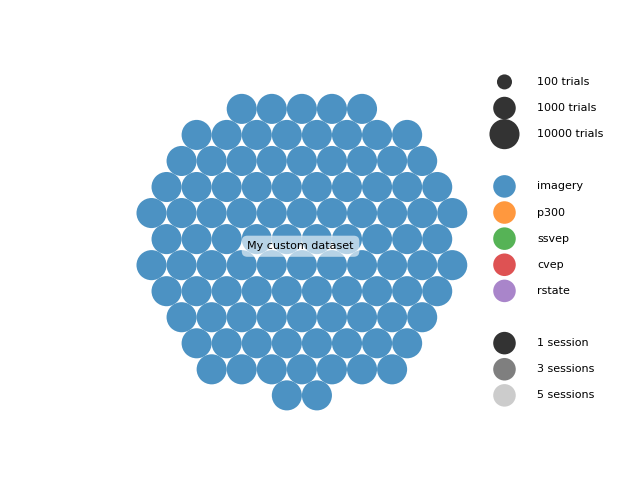 My custom dataset
100 trials
1000 trials
10000 trials
imagery
p300
ssvep
cvep
rstate
1 session
3 sessions
5 sessions